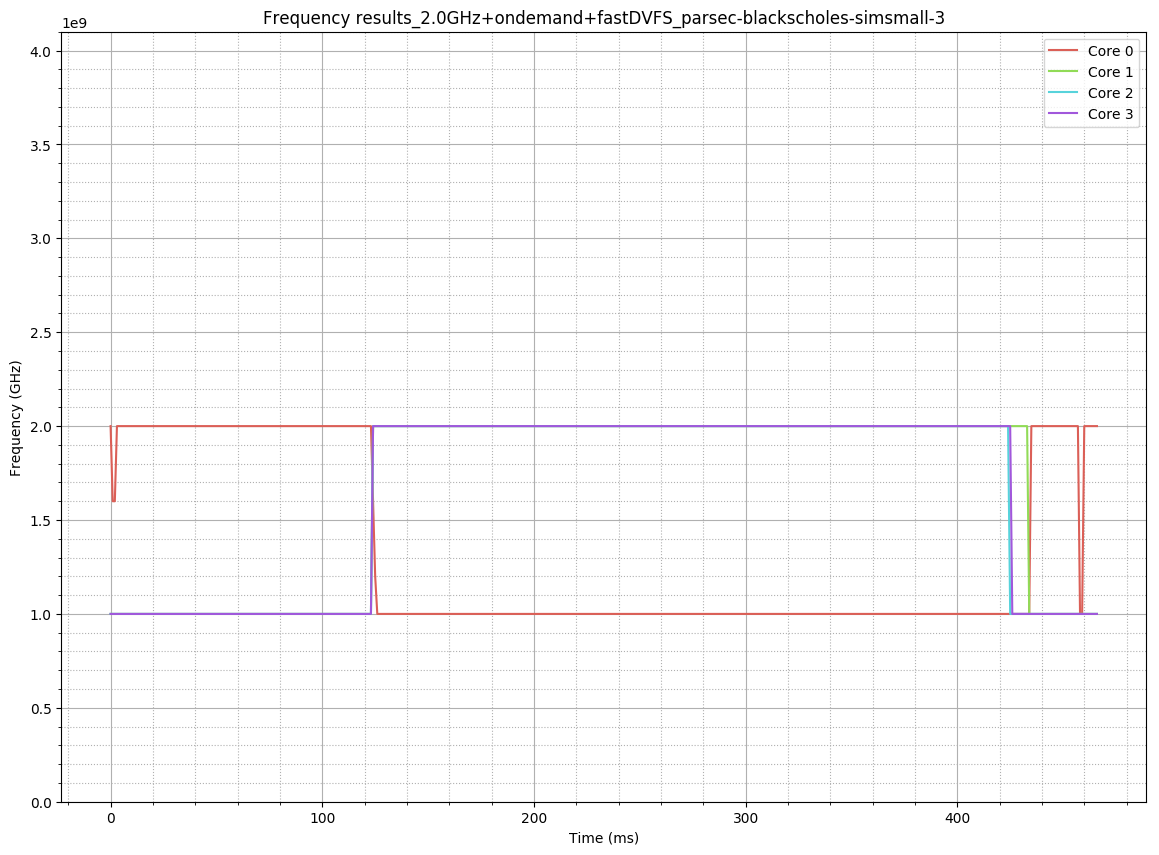 Frequency results_2.0GHz+ondemand+fastDVFS_parsec-blackscholes-simsmall-3
1e9
4.0
3.5
3.0
2.5
2.0
1.5
1.0
0.5
0.0
Frequency (GHz)
Core 0
Core 1
Core 2
Core 3
0 100 200 300 400
Time (ms)